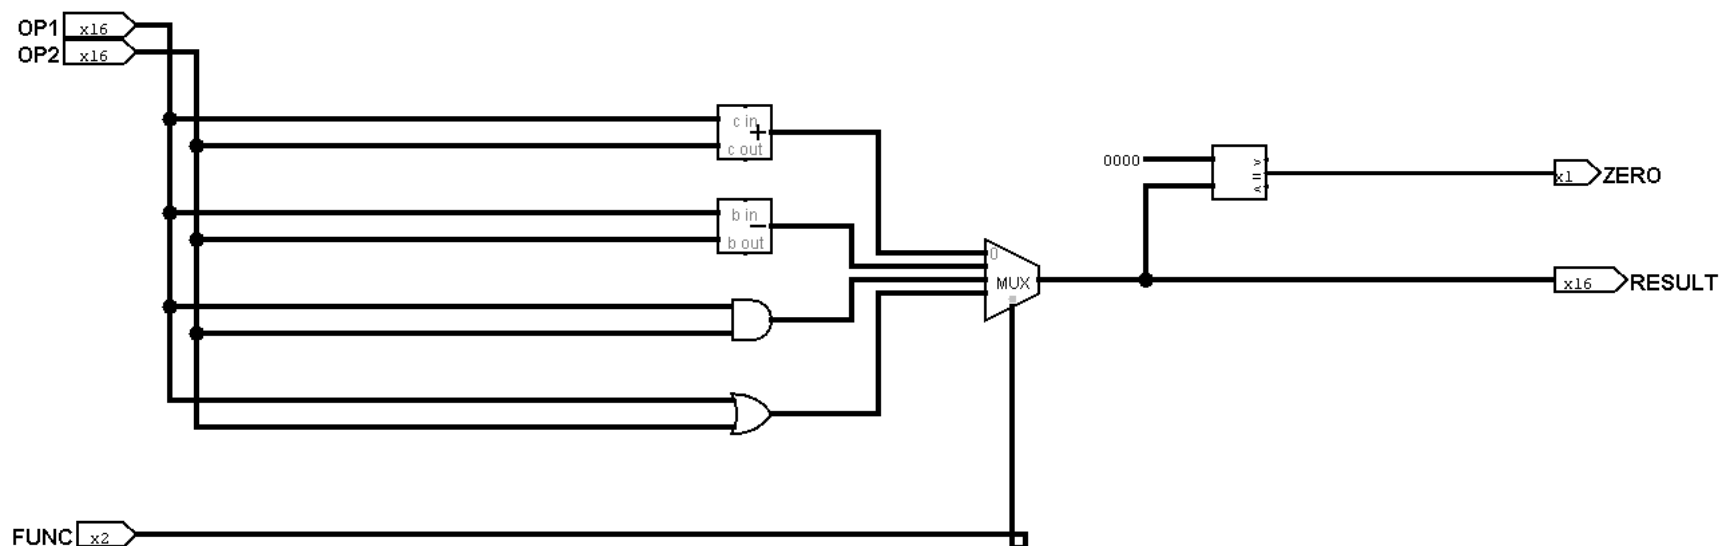 OP1 x16
OP2 x16
c in
+
c out
0000
>
=
<
x1 ZERO
b in
−
b out
0
MUX
x16 RESULT
FUNC x2